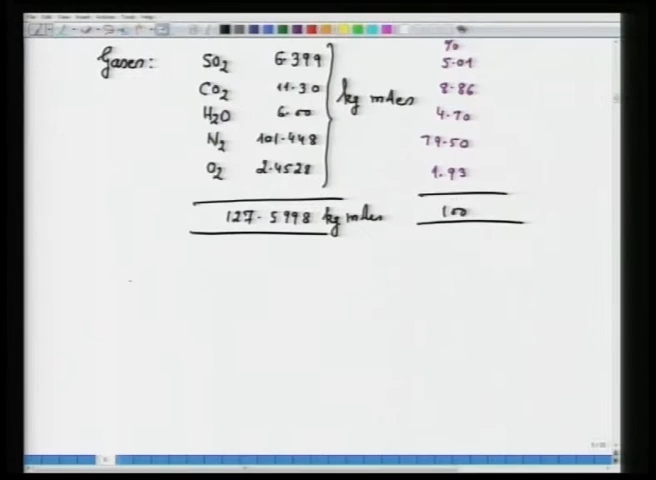 %
Gases: SO₂ 6.399 5.01
CO₂ 11.30 kg moles 8.86
H₂O 6.00 4.70
N₂ 101.448 79.50
O₂ 2.4528 1.93
127.5998 kg moles 100